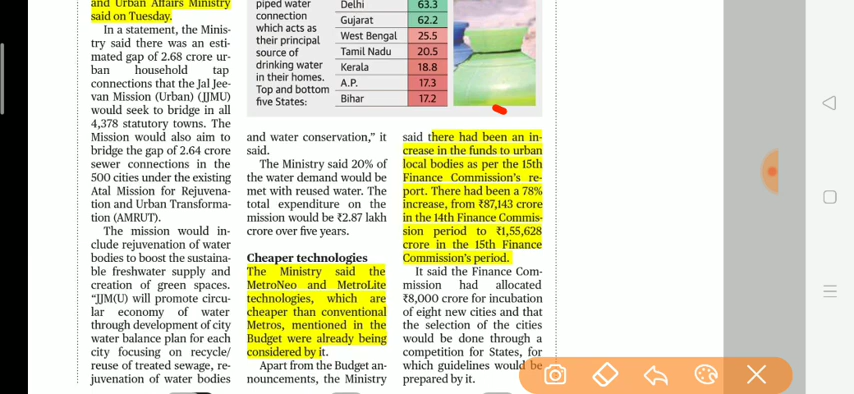 and Urban Affairs Ministry
said on Tuesday.
In a statement, the Minis-
try said there was an esti-
mated gap of 2.68 crore ur-
ban household tap
connections that the Jal Jee-
van Mission (Urban) (JJMU)
would seek to bridge in all
4,378 statutory towns. The
Mission would also aim to
bridge the gap of 2.64 crore
sewer connections in the
500 cities under the existing
Atal Mission for Rejuvena-
tion and Urban Transforma-
tion (AMRUT).
The mission would in-
clude rejuvenation of water
bodies to boost the sustaina-
ble freshwater supply and
creation of green spaces.
"JJM(U) will promote circu-
lar economy of water
through development of city
water balance plan for each
city focusing on recycle/
reuse of treated sewage, re-
juvenation of water bodies
piped water
connection
which acts as
their principal
source of
drinking water
in their homes.
Top and bottom
five States:
Delhi 63.3
Gujarat 62.2
West Bengal 25.5
Tamil Nadu 20.5
Kerala 18.8
A.P. 17.3
Bihar 17.2
and water conservation," it
said.
The Ministry said 20% of
the water demand would be
met with reused water. The
total expenditure on the
mission would be ₹2.87 lakh
crore over five years.
Cheaper technologies
The Ministry said the
MetroNeo and MetroLite
technologies, which are
cheaper than conventional
Metros, mentioned in the
Budget were already being
considered by it.
Apart from the Budget an-
nouncements, the Ministry
said there had been an in-
crease in the funds to urban
local bodies as per the 15th
Finance Commission's re-
port. There had been a 78%
increase, from ₹87,143 crore
in the 14th Finance Commis-
sion period to ₹1,55,628
crore in the 15th Finance
Commission's period.
It said the Finance Com-
mission had allocated
₹8,000 crore for incubation
of eight new cities and that
the selection of the cities
would be done through a
competition for States, for
which guidelines would be
prepared by it.